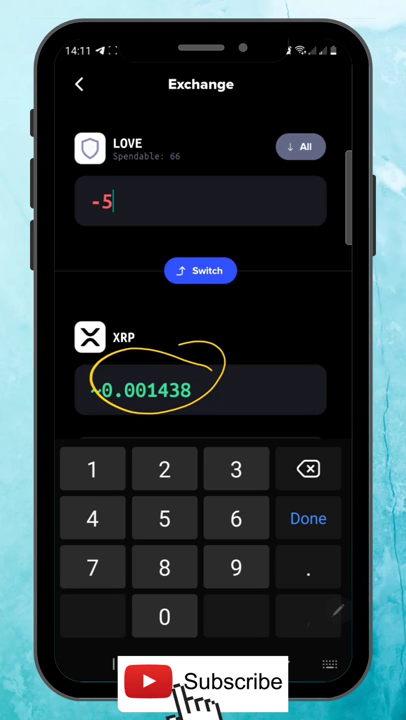 14:11
Exchange
LOVE
Spendable: 66
↓ All
-5
Switch
XRP
~0.001438
1 2 3
4 5 6 Done
7 8 9 .
0 ,
Subscribe